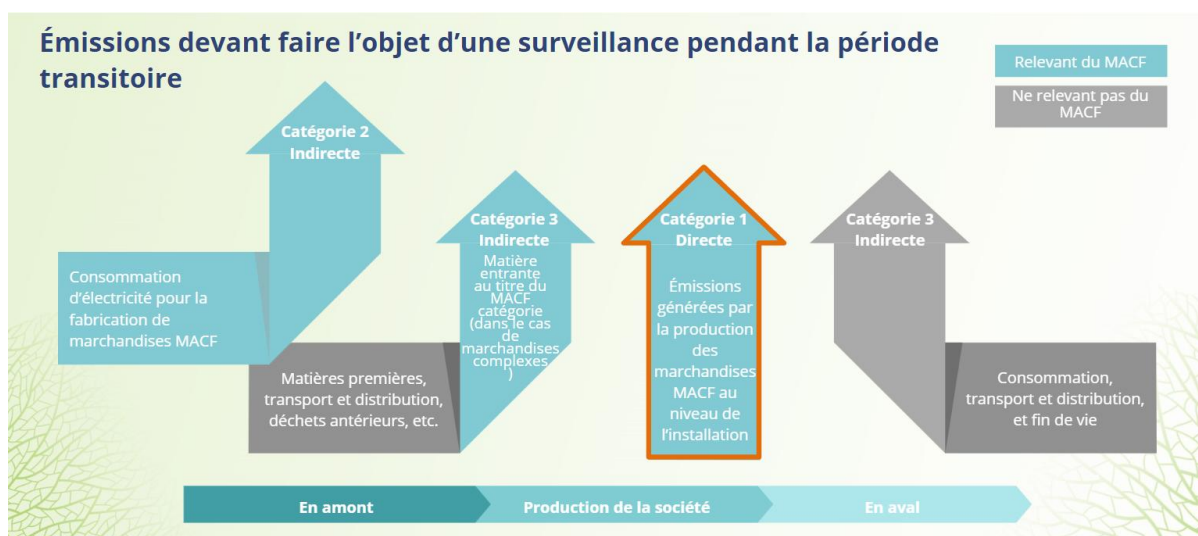 Émissions devant faire l’objet d’une surveillance pendant la période
transitoire
Relevant du MACF
Ne relevant pas du
MACF
Catégorie 2
Indirecte
Consommation
d’électricité pour la
fabrication de
marchandises MACF
Matières premières,
transport et distribution,
déchets antérieurs, etc.
Catégorie 3
Indirecte
Matière
entrante
au titre du
MACF
catégorie
(dans le cas
de
marchandises
complexes
)
Catégorie 1
Directe
Émissions
générées par
la production
des
marchandises
MACF au
niveau de
l’installation
Catégorie 3
Indirecte
Consommation,
transport et distribution,
et fin de vie
En amont
Production de la société
En aval